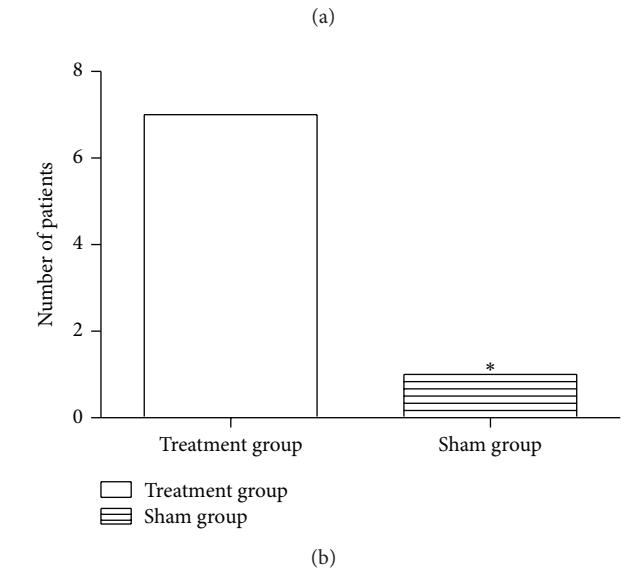 (a)
8
6
4
2
0
Number of patients
*
Treatment group
Sham group
Treatment group
Sham group
(b)